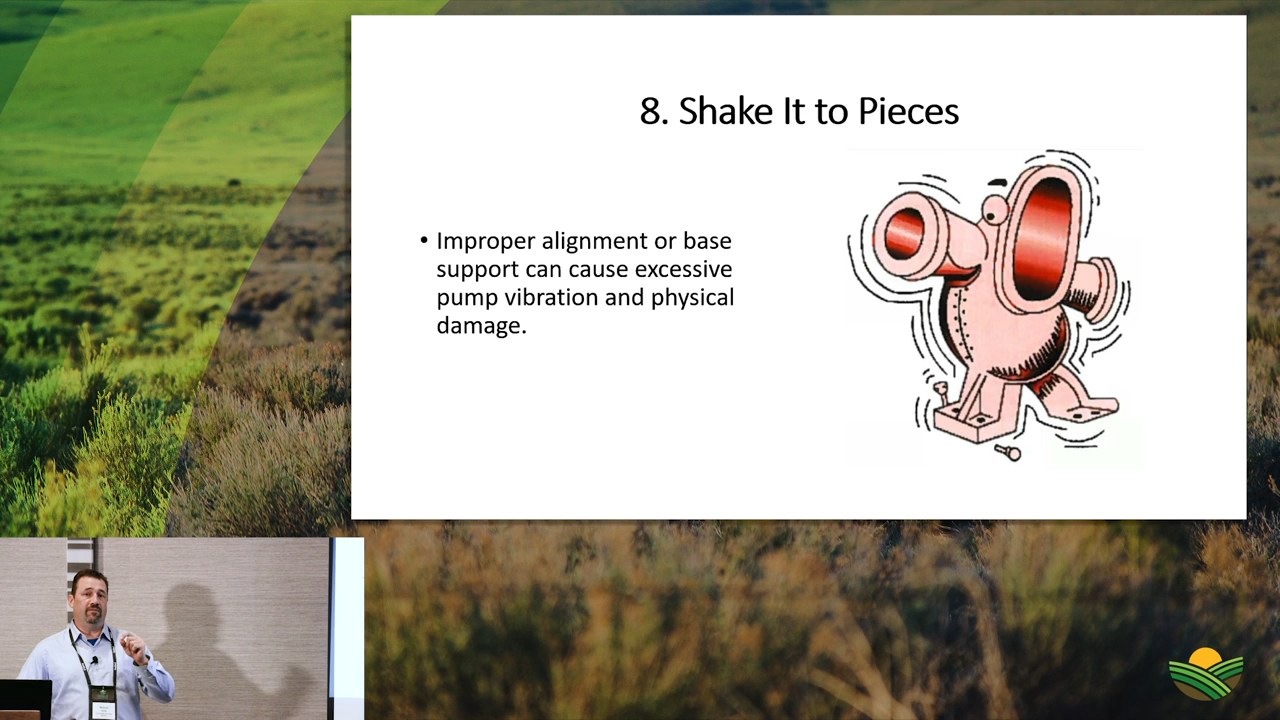 8. Shake It to Pieces
• Improper alignment or base
support can cause excessive
pump vibration and physical
damage.